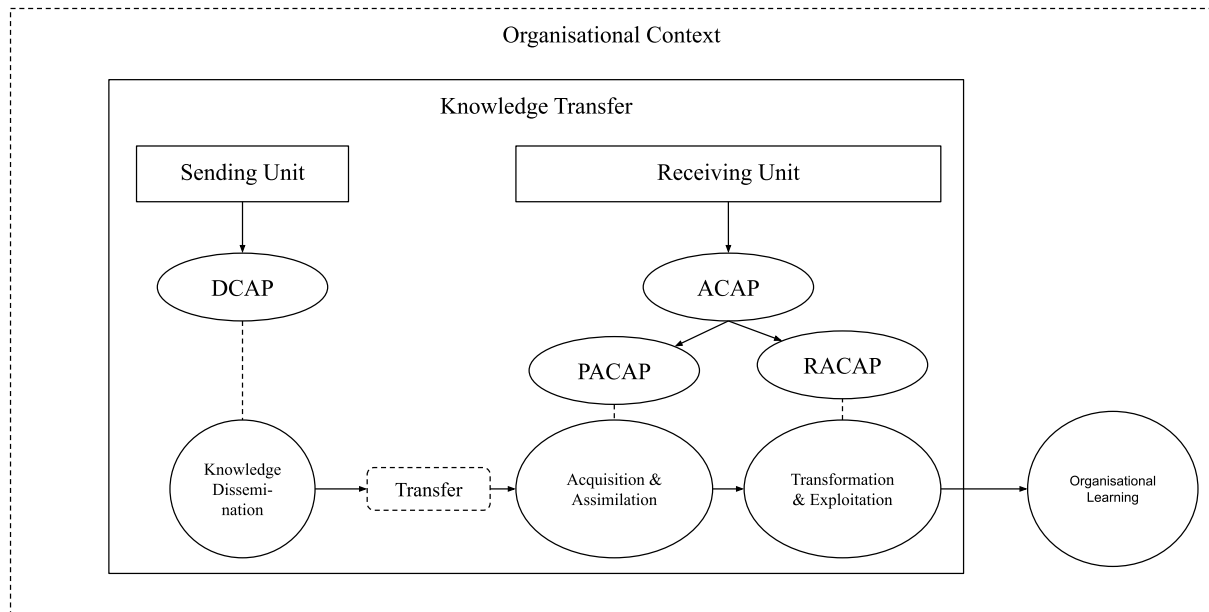 Organisational Context
Knowledge Transfer
Sending Unit
Receiving Unit
DCAP
ACAP
PACAP
RACAP
Knowledge
Dissemi-
nation
Transfer
Acquisition &
Assimilation
Transformation
& Exploitation
Organisational
Learning